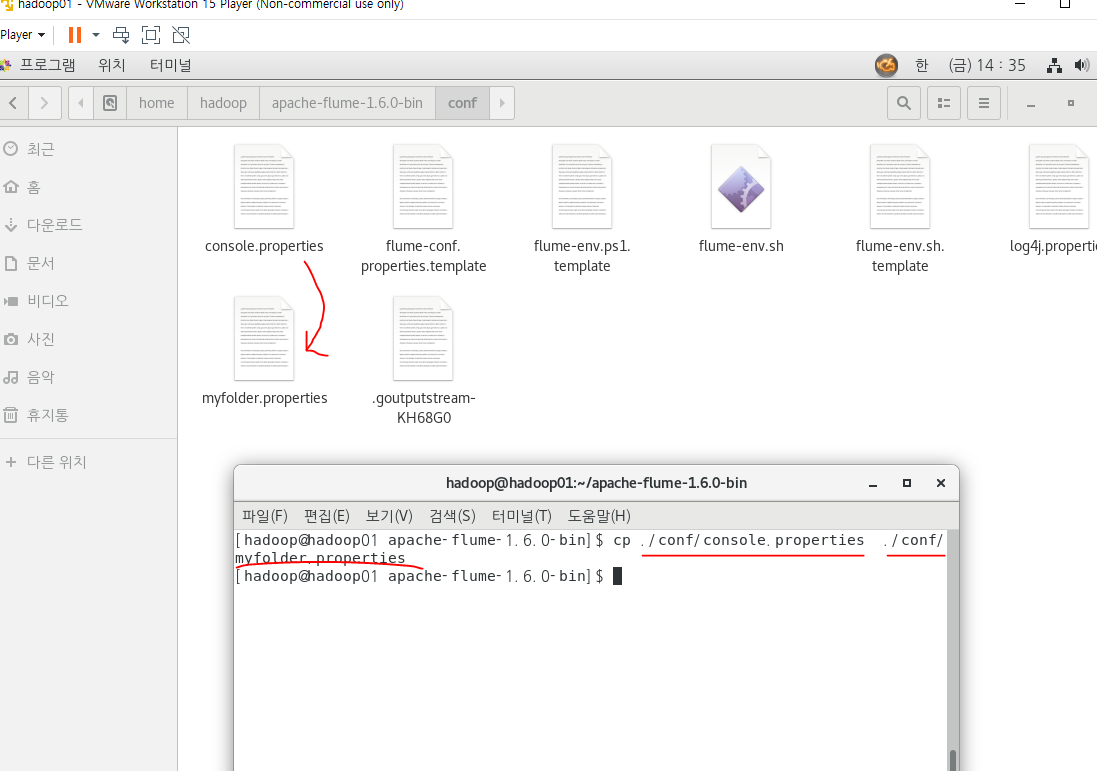 hadoop01 - VMware Workstation 15 Player (Non-commercial use only)
Player
프로그램 위치 터미널 한 (금) 14 : 35
home hadoop apache-flume-1.6.0-bin conf
최근
홈
다운로드
문서
비디오
사진
음악
휴지통
다른 위치
console.properties
flume-conf.
properties.template
flume-env.ps1.
template
flume-env.sh
flume-env.sh.
template
log4j.propertie
myfolder.properties
.goutputstream-
KH68G0
hadoop@hadoop01:~/apache-flume-1.6.0-bin
파일(F) 편집(E) 보기(V) 검색(S) 터미널(T) 도움말(H)
[hadoop@hadoop01 apache-flume-1.6.0-bin]$ cp ./conf/console.properties ./conf/
myfolder.properties
[hadoop@hadoop01 apache-flume-1.6.0-bin]$